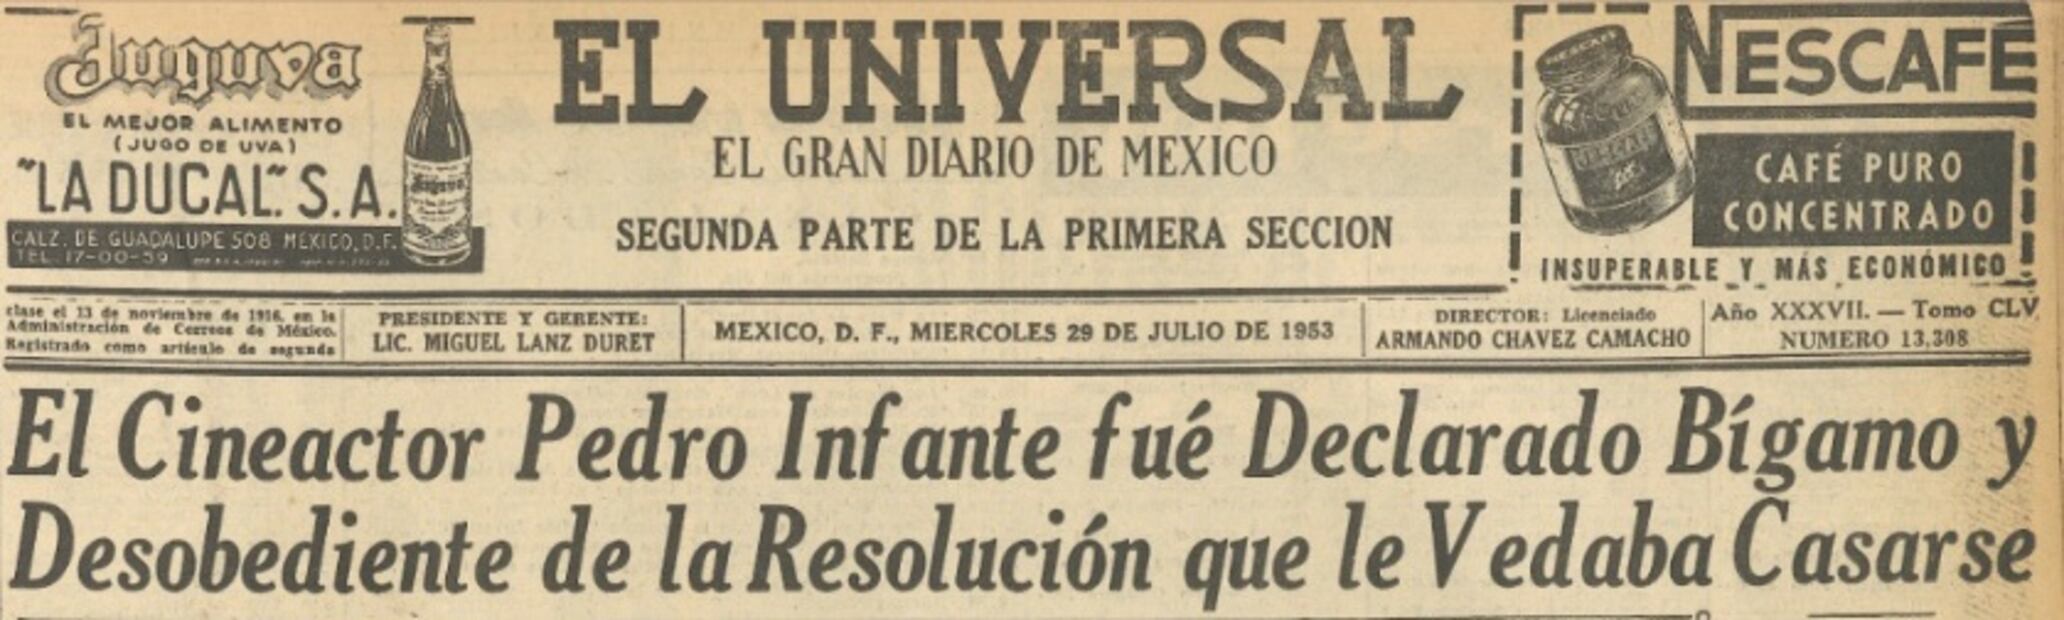 Juguva
EL MEJOR ALIMENTO
(JUGO DE UVA)
"LA DUCAL". S. A.
CALZ. DE GUADALUPE 508 MEXICO, D.F.
TEL. 17-00-59
Juguva
EL UNIVERSAL
EL GRAN DIARIO DE MEXICO
SEGUNDA PARTE DE LA PRIMERA SECCION
NESCAFÉ
CAFÉ PURO
CONCENTRADO
INSUPERABLE Y MÁS ECONÓMICO
NESCAFE
clase el 13 de noviembre de 1916, en la
Administración de Correos de México.
Registrado como artículo de segunda
PRESIDENTE Y GERENTE:
LIC. MIGUEL LANZ DURET
MEXICO, D. F., MIERCOLES 29 DE JULIO DE 1953
DIRECTOR: Licenciado
ARMANDO CHAVEZ CAMACHO
Año XXXVII. — Tomo CLV
NUMERO 13,308
El Cineactor Pedro Infante fué Declarado Bígamo y
Desobediente de la Resolución que le Vedaba Casarse